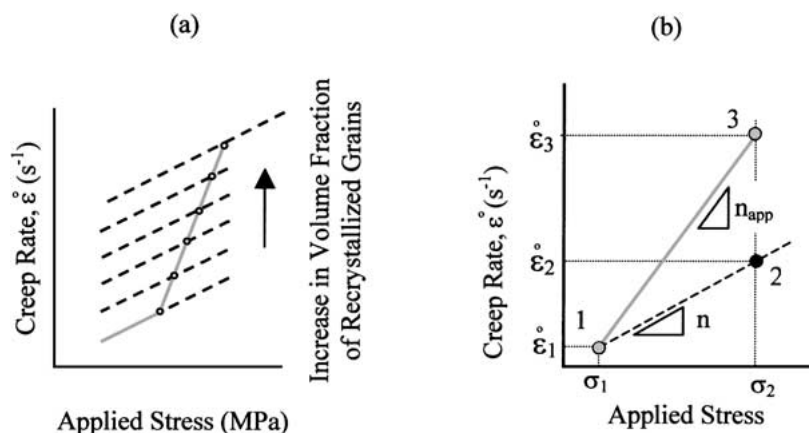 (a)
Creep Rate, ε̊ (s⁻¹)
Applied Stress (MPa)
Increase in Volume Fraction
of Recrystallized Grains
(b)
Creep Rate, ε̊ (s⁻¹)
ε̊₃
ε̊₂
ε̊₁
3
n_app
2
1
n
σ₁
σ₂
Applied Stress